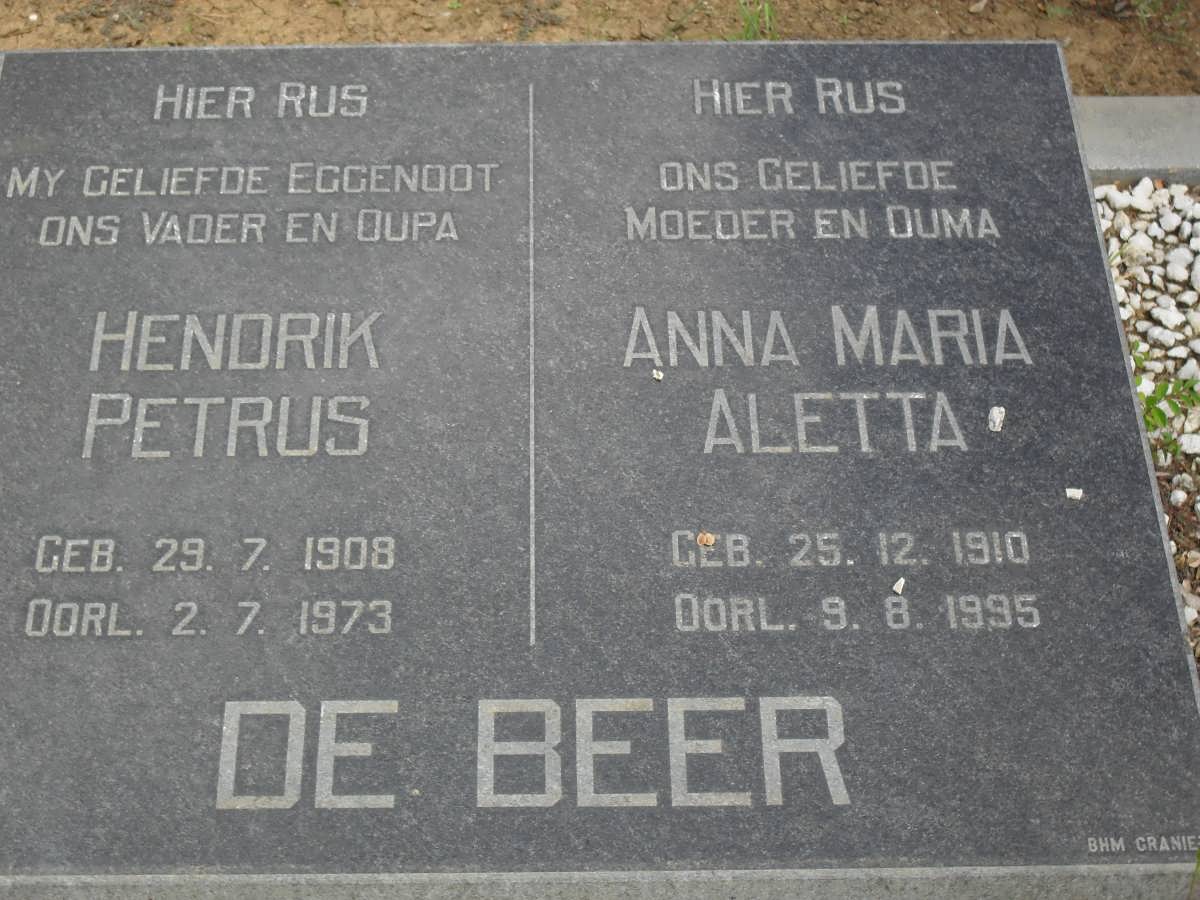 HIER RUS
MY GELIEFDE EGGENOOT
ONS VADER EN OUPA
HENDRIK
PETRUS
GEB. 29. 7. 1908
OORL. 2. 7. 1973
HIER RUS
ONS GELIEFDE
MOEDER EN OUMA
ANNA MARIA
ALETTA
GEB. 25. 12. 1910
OORL. 9. 8. 1995
DE BEER
BHM GRANIE